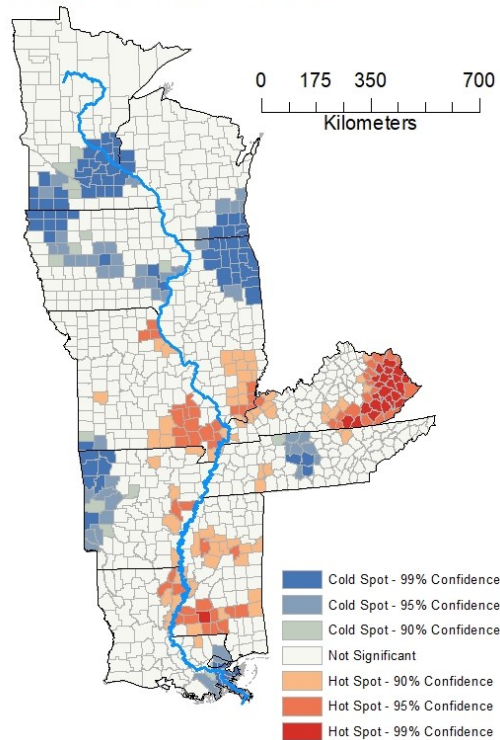 0 175 350 700
Kilometers
Cold Spot - 99% Confidence
Cold Spot - 95% Confidence
Cold Spot - 90% Confidence
Not Significant
Hot Spot - 90% Confidence
Hot Spot - 95% Confidence
Hot Spot - 99% Confidence